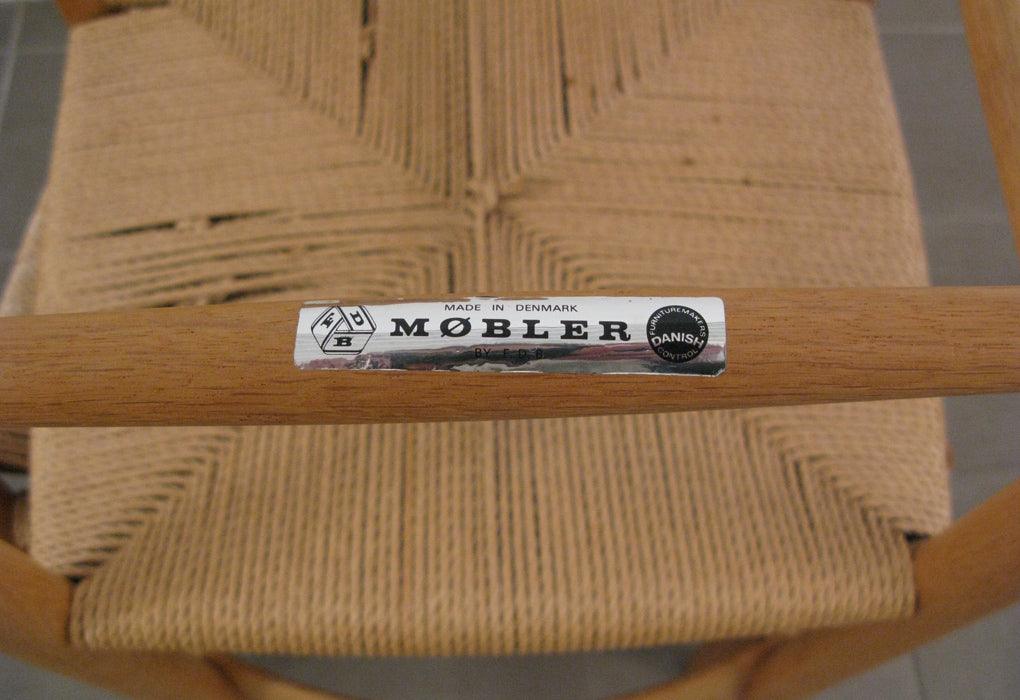 F D B
MADE IN DENMARK
MØBLER
BY F.D.B
FURNITUREMAKERS
DANISH
CONTROL